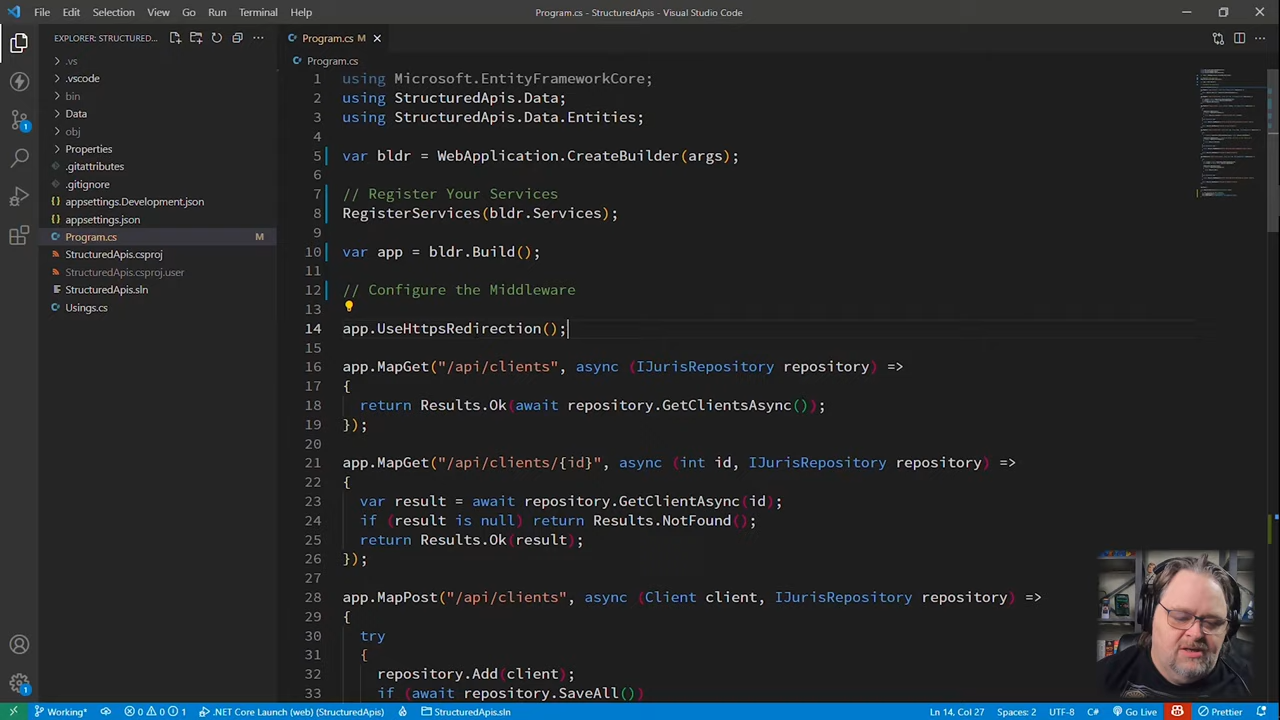 File Edit Selection View Go Run Terminal Help
Program.cs - StructuredApis - Visual Studio Code
EXPLORER: STRUCTURED...
Program.cs M
Program.cs
.vs
.vscode
bin
Data
obj
Properties
.gitattributes
.gitignore
appsettings.Development.json
appsettings.json
Program.cs M
StructuredApis.csproj
StructuredApis.csproj.user
StructuredApis.sln
Usings.cs
1 using Microsoft.EntityFrameworkCore;
2 using StructuredApis.Data;
3 using StructuredApis.Data.Entities;
4
5 var bldr = WebApplication.CreateBuilder(args);
6
7 // Register Your Services
8 RegisterServices(bldr.Services);
9
10 var app = bldr.Build();
11
12 // Configure the Middleware
13
14 app.UseHttpsRedirection();
15
16 app.MapGet("/api/clients", async (IJurisRepository repository) =>
17 {
18 return Results.Ok(await repository.GetClientsAsync());
19 });
20
21 app.MapGet("/api/clients/{id}", async (int id, IJurisRepository repository) =>
22 {
23 var result = await repository.GetClientAsync(id);
24 if (result is null) return Results.NotFound();
25 return Results.Ok(result);
26 });
27
28 app.MapPost("/api/clients", async (Client client, IJurisRepository repository) =>
29 {
30 try
31 {
32 repository.Add(client);
33 if (await repository.SaveAll())
1
1
Working* 0 0 1 .NET Core Launch (web) (StructuredApis) StructuredApis.sln Ln 14, Col 27 Spaces: 2 UTF-8 C# Go Live Prettier